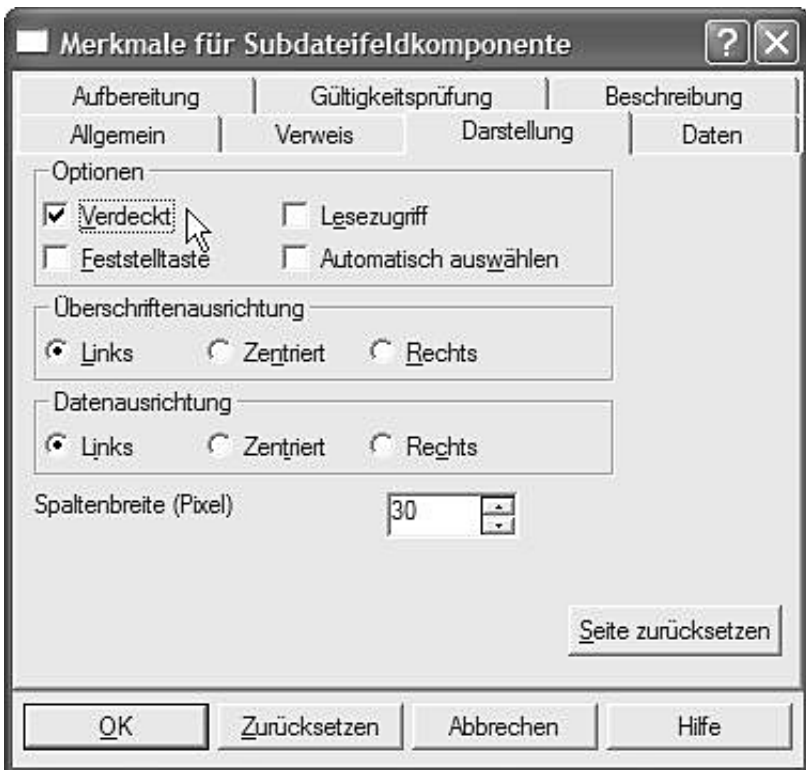 Merkmale für Subdateifeldkomponente
Aufbereitung Gültigkeitsprüfung Beschreibung
Allgemein Verweis Darstellung Daten
Optionen
Verdeckt Lesezugriff
Feststelltaste Automatisch auswählen
Überschriftenausrichtung
Links Zentriert Rechts
Datenausrichtung
Links Zentriert Rechts
Spaltenbreite (Pixel) 30
Seite zurücksetzen
OK Zurücksetzen Abbrechen Hilfe